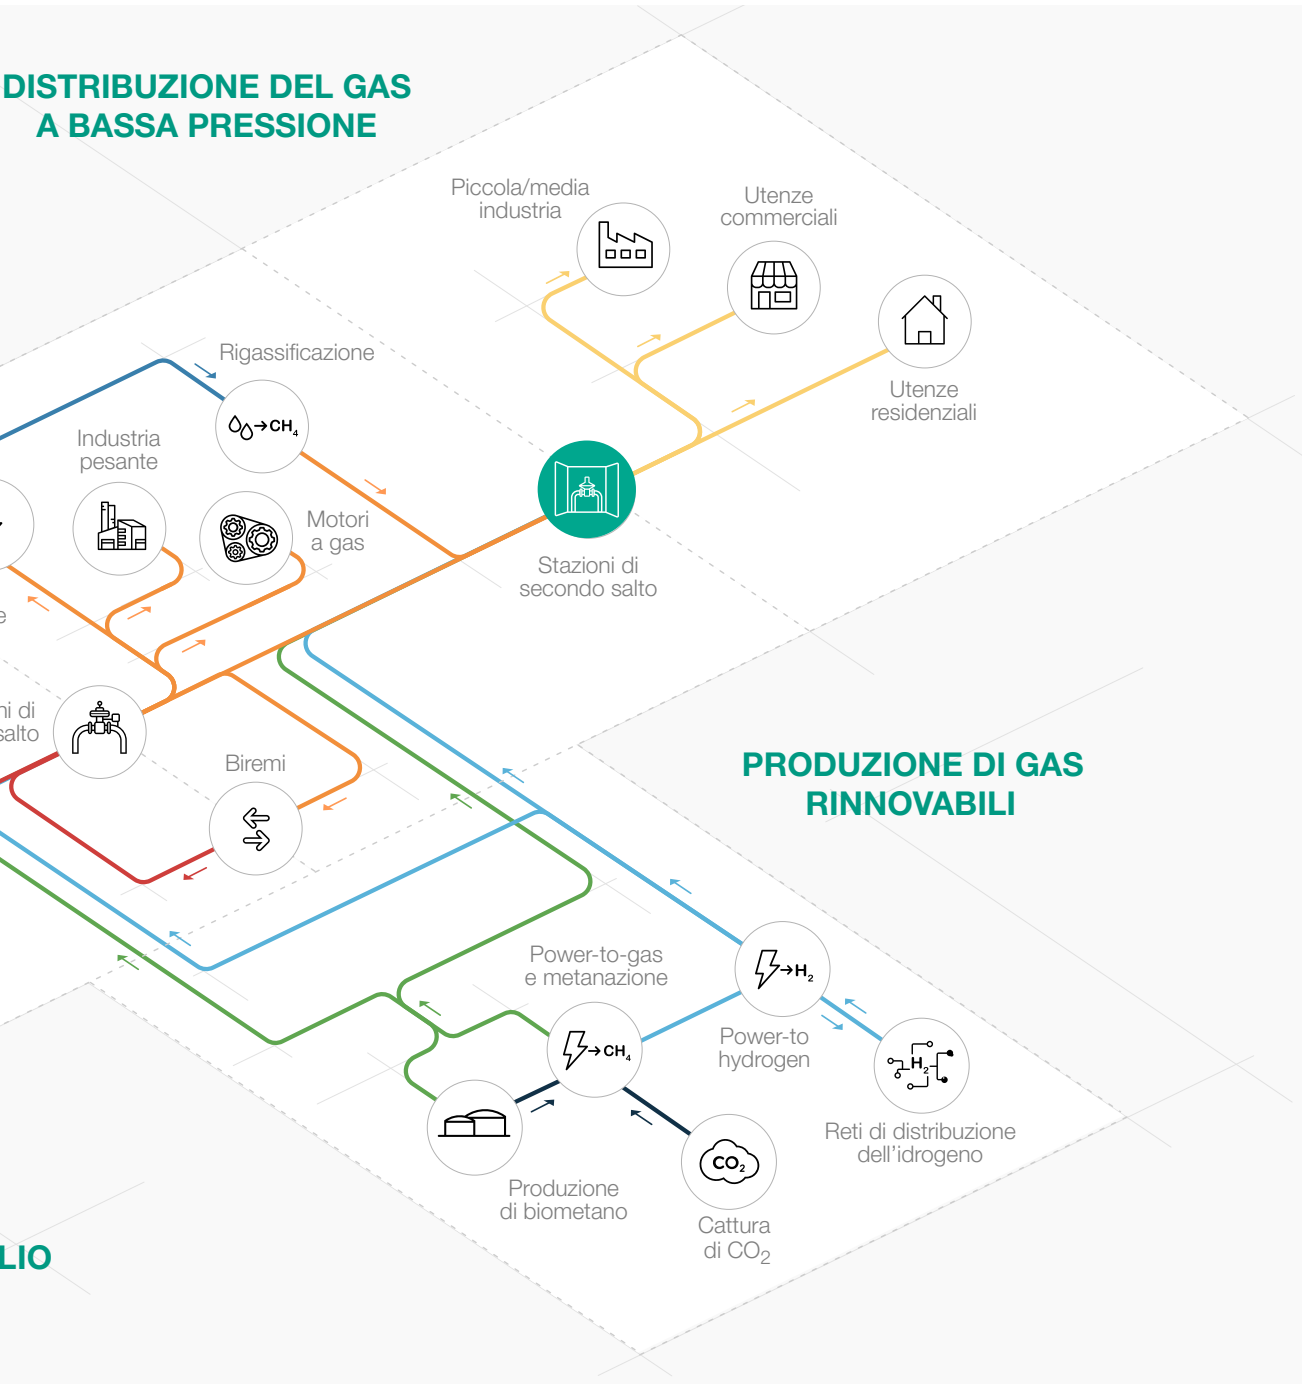 DISTRIBUZIONE DEL GAS
A BASSA PRESSIONE
Piccola/media
industria
Utenze
commerciali
Utenze
residenziali
Rigassificazione
CH4
Industria
pesante
Motori
a gas
Stazioni di
secondo salto
e
ni di
salto
Biremi
PRODUZIONE DI GAS
RINNOVABILI
Power-to-gas
e metanazione
CH4
H2
Power-to
hydrogen
H2
Reti di distribuzione
dell'idrogeno
Produzione
di biometano
CO2
Cattura
di CO2
LIO